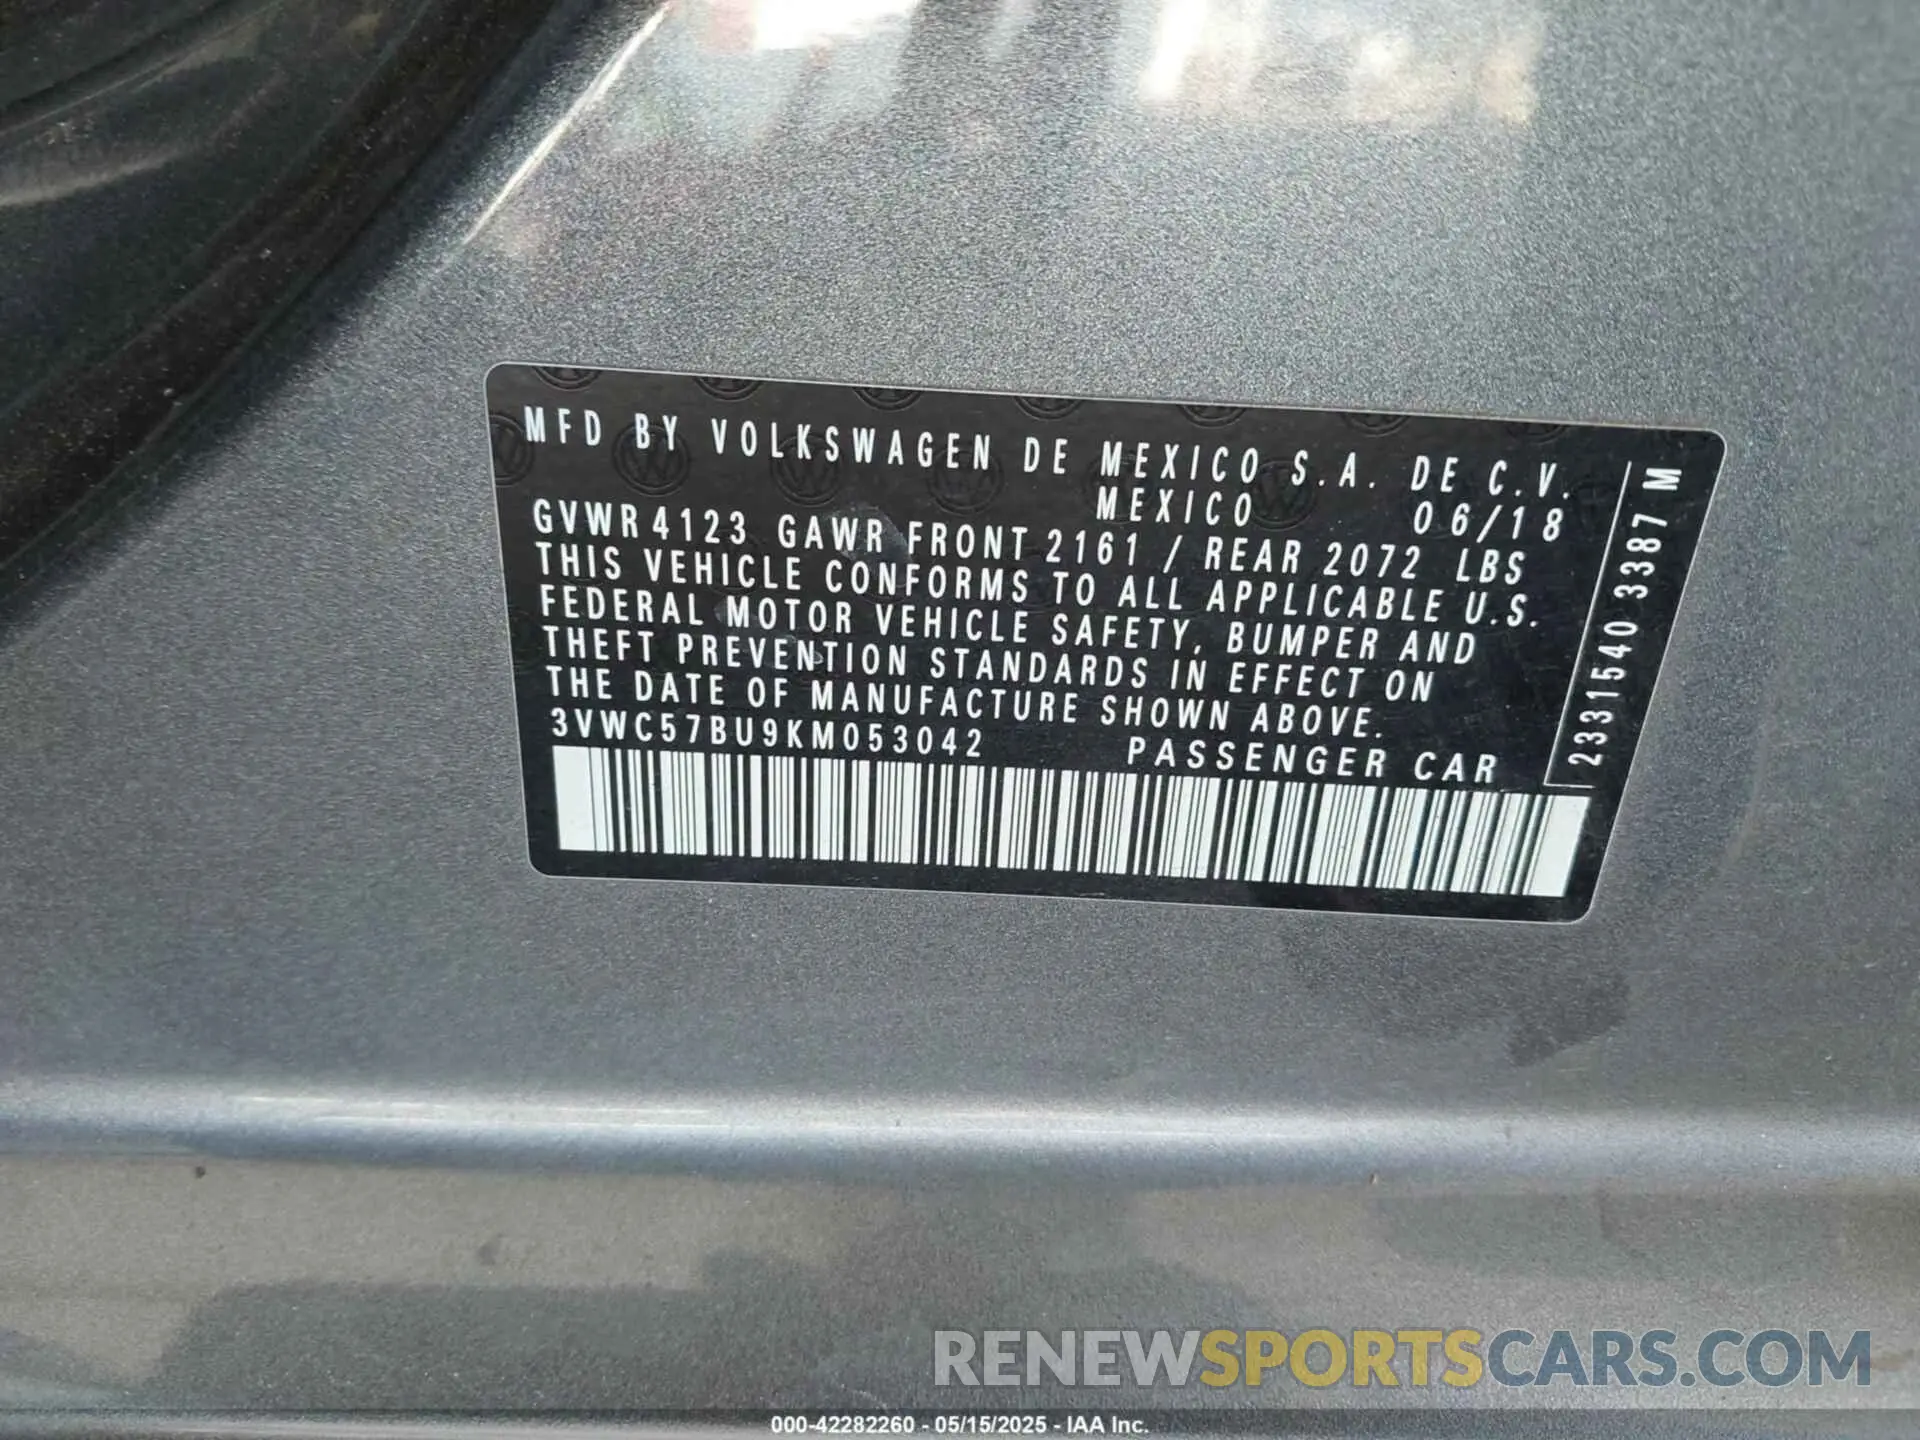 MFD BY VOLKSWAGEN DE MEXICO S.A. DE C.V.
MEXICO 06/18
GVWR 4123 GAWR FRONT 2161 / REAR 2072 LBS
THIS VEHICLE CONFORMS TO ALL APPLICABLE U.S.
FEDERAL MOTOR VEHICLE SAFETY, BUMPER AND
THEFT PREVENTION STANDARDS IN EFFECT ON
THE DATE OF MANUFACTURE SHOWN ABOVE.
3VWC57BU9KM053042 PASSENGER CAR
2331540 3387 M
RENEWSPORTSCARS.COM
000-42282260 - 05/15/2025 - IAA Inc.